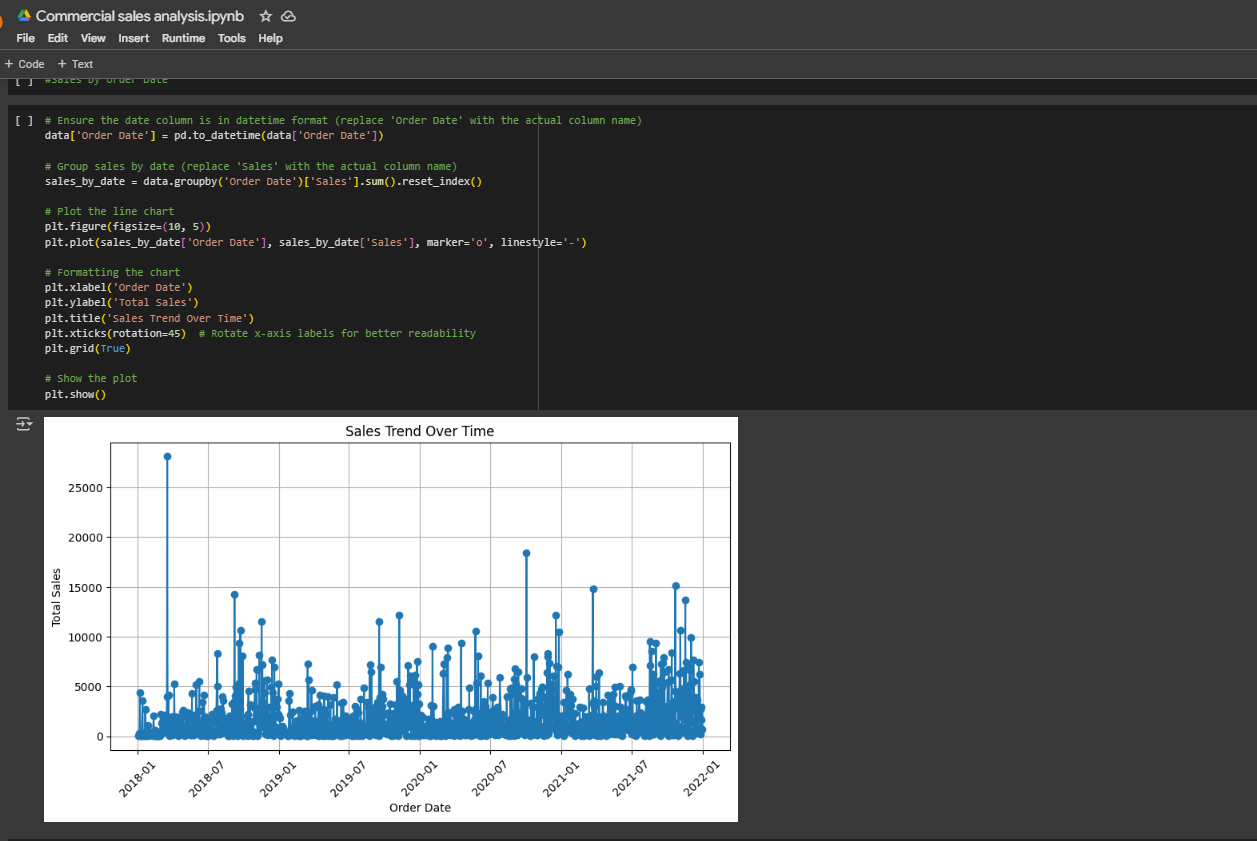 Commercial sales analysis.ipynb
File Edit View Insert Runtime Tools Help
+ Code + Text
[ ] #Sales by Order Date
[ ] # Ensure the date column is in datetime format (replace 'Order Date' with the actual column name)
data['Order Date'] = pd.to_datetime(data['Order Date'])
# Group sales by date (replace 'Sales' with the actual column name)
sales_by_date = data.groupby('Order Date')['Sales'].sum().reset_index()
# Plot the line chart
plt.figure(figsize=(10, 5))
plt.plot(sales_by_date['Order Date'], sales_by_date['Sales'], marker='o', linestyle='-')
# Formatting the chart
plt.xlabel('Order Date')
plt.ylabel('Total Sales')
plt.title('Sales Trend Over Time')
plt.xticks(rotation=45)  # Rotate x-axis labels for better readability
plt.grid(True)
# Show the plot
plt.show()
Sales Trend Over Time
Total Sales
25000
20000
15000
10000
5000
0
2018-01 2018-07 2019-01 2019-07 2020-01 2020-07 2021-01 2021-07 2022-01
Order Date